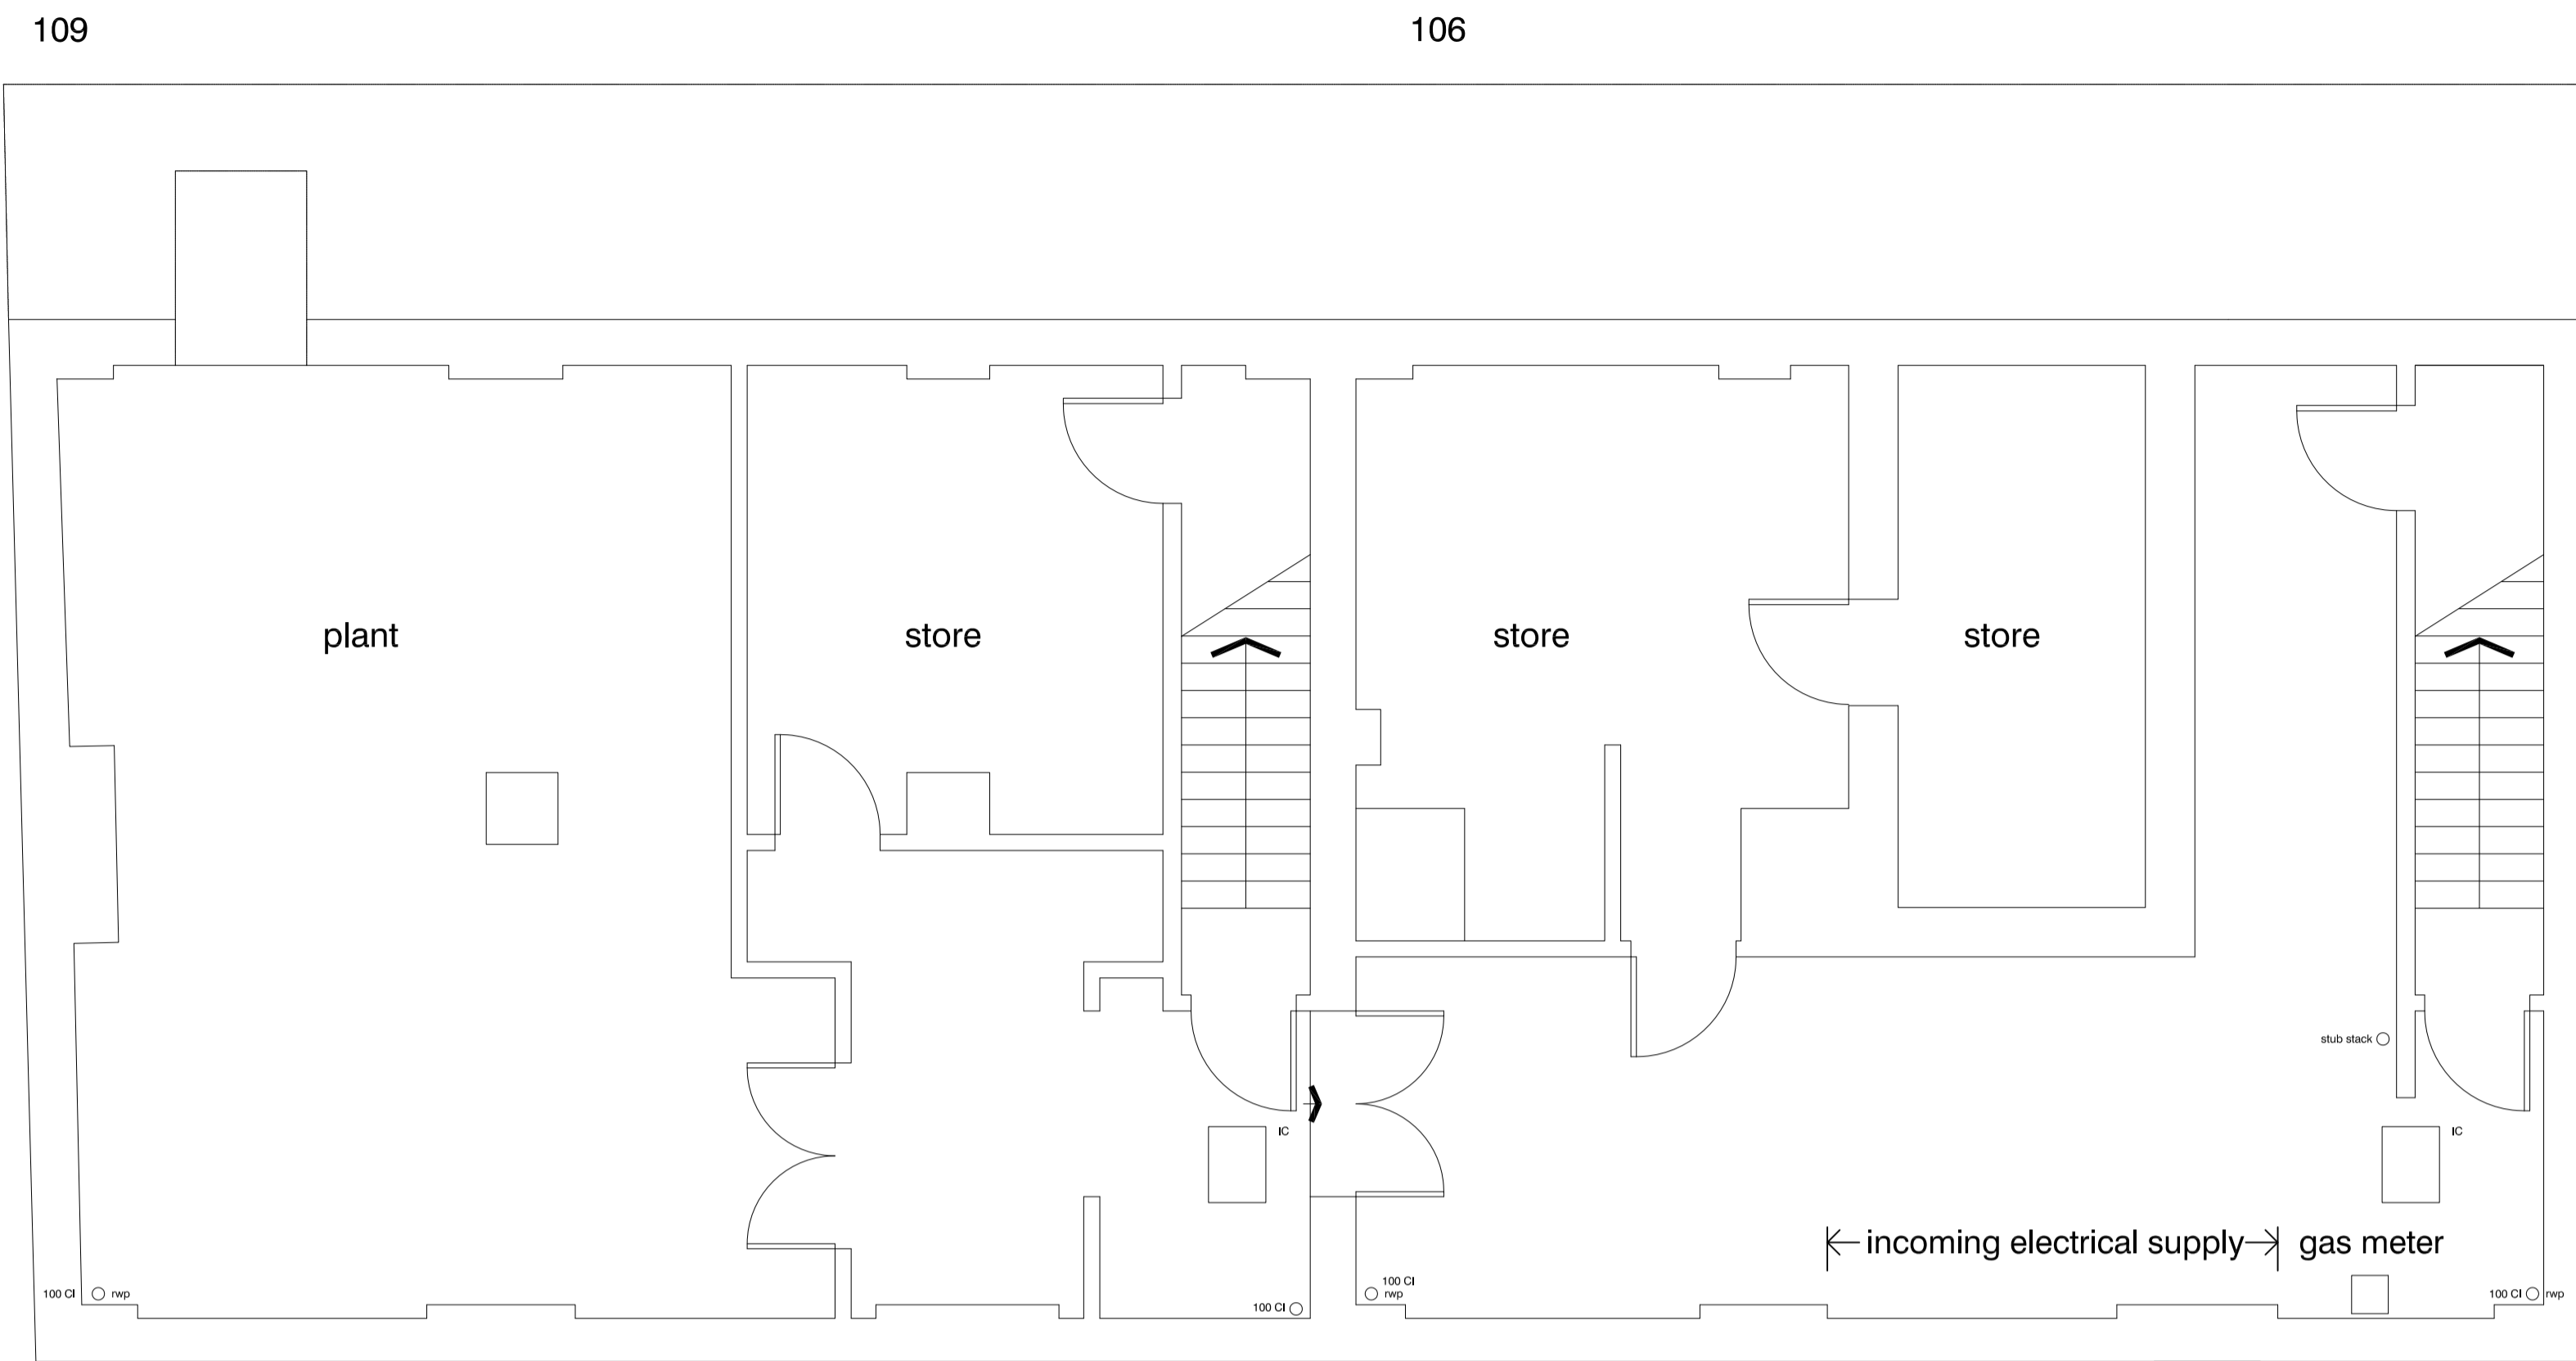 109
106
plant
store
store
store
stub stack
IC
IC
incoming electrical supply
gas meter
100 CI
rwp
100 CI
100 CI
rwp
100 CI
rwp